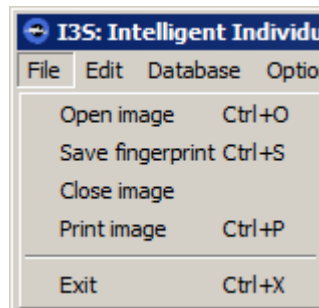 I3S: Intelligent Individu
File Edit Database Optio
Open image Ctrl+O
Save fingerprint Ctrl+S
Close image
Print image Ctrl+P
Exit Ctrl+X